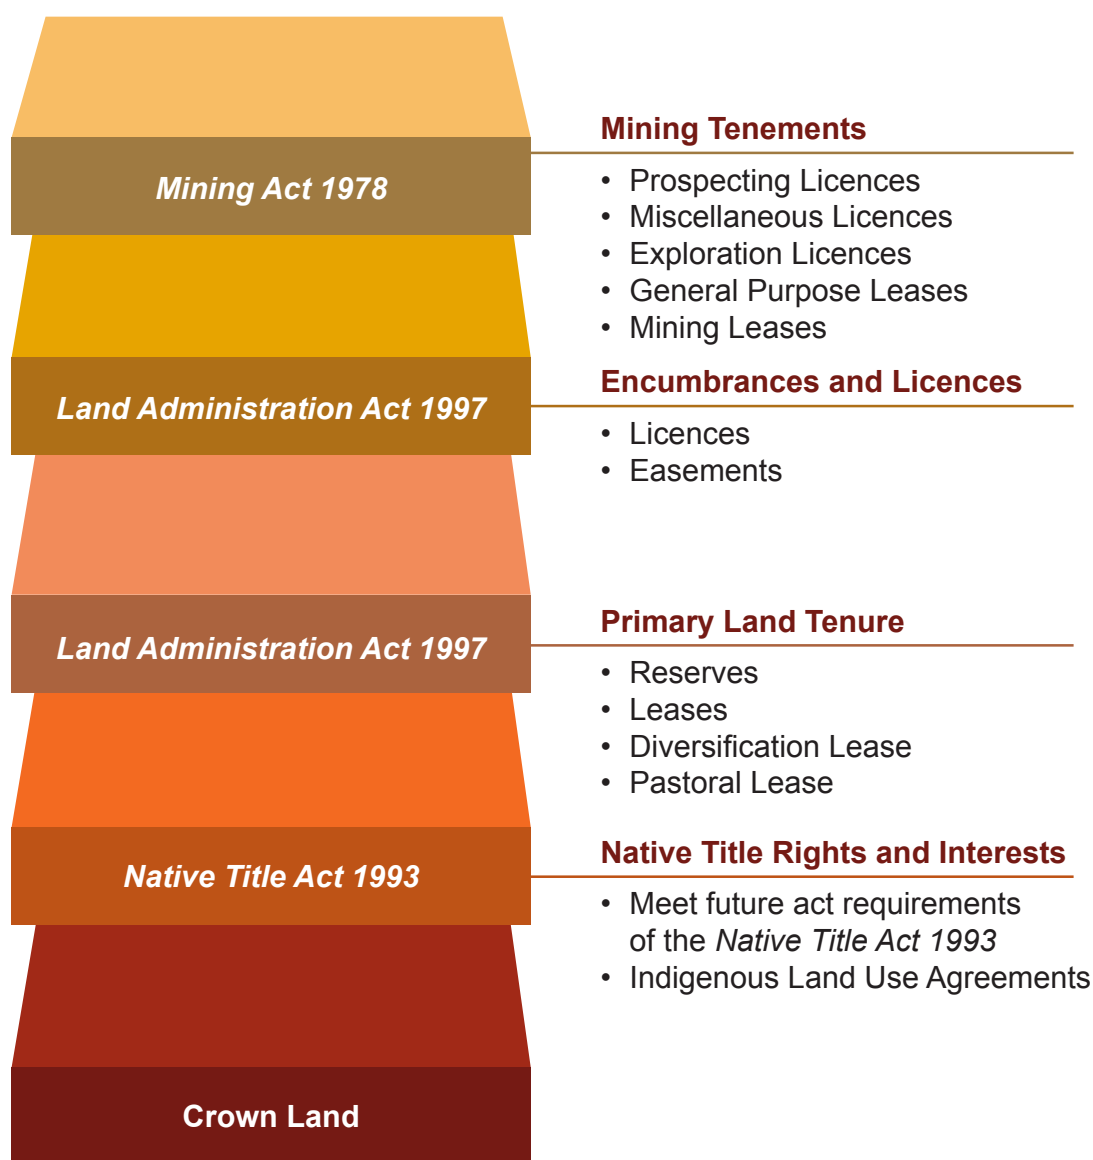 Mining Act 1978
Mining Tenements
• Prospecting Licences
• Miscellaneous Licences
• Exploration Licences
• General Purpose Leases
• Mining Leases
Land Administration Act 1997
Encumbrances and Licences
• Licences
• Easements
Land Administration Act 1997
Primary Land Tenure
• Reserves
• Leases
• Diversification Lease
• Pastoral Lease
Native Title Act 1993
Native Title Rights and Interests
• Meet future act requirements
of the Native Title Act 1993
• Indigenous Land Use Agreements
Crown Land